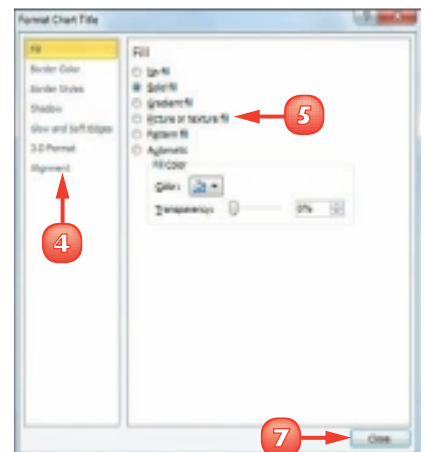 Format Chart Title
Fill
Border Color
Border Styles
Shadow
Glow and Soft Edges
3-D Format
Alignment
4
Fill
No fill
Solid fill
Gradient fill
Picture or texture fill
5
Pattern fill
Automatic
Fill Color
Color:
Transparency: 0%
7
Close